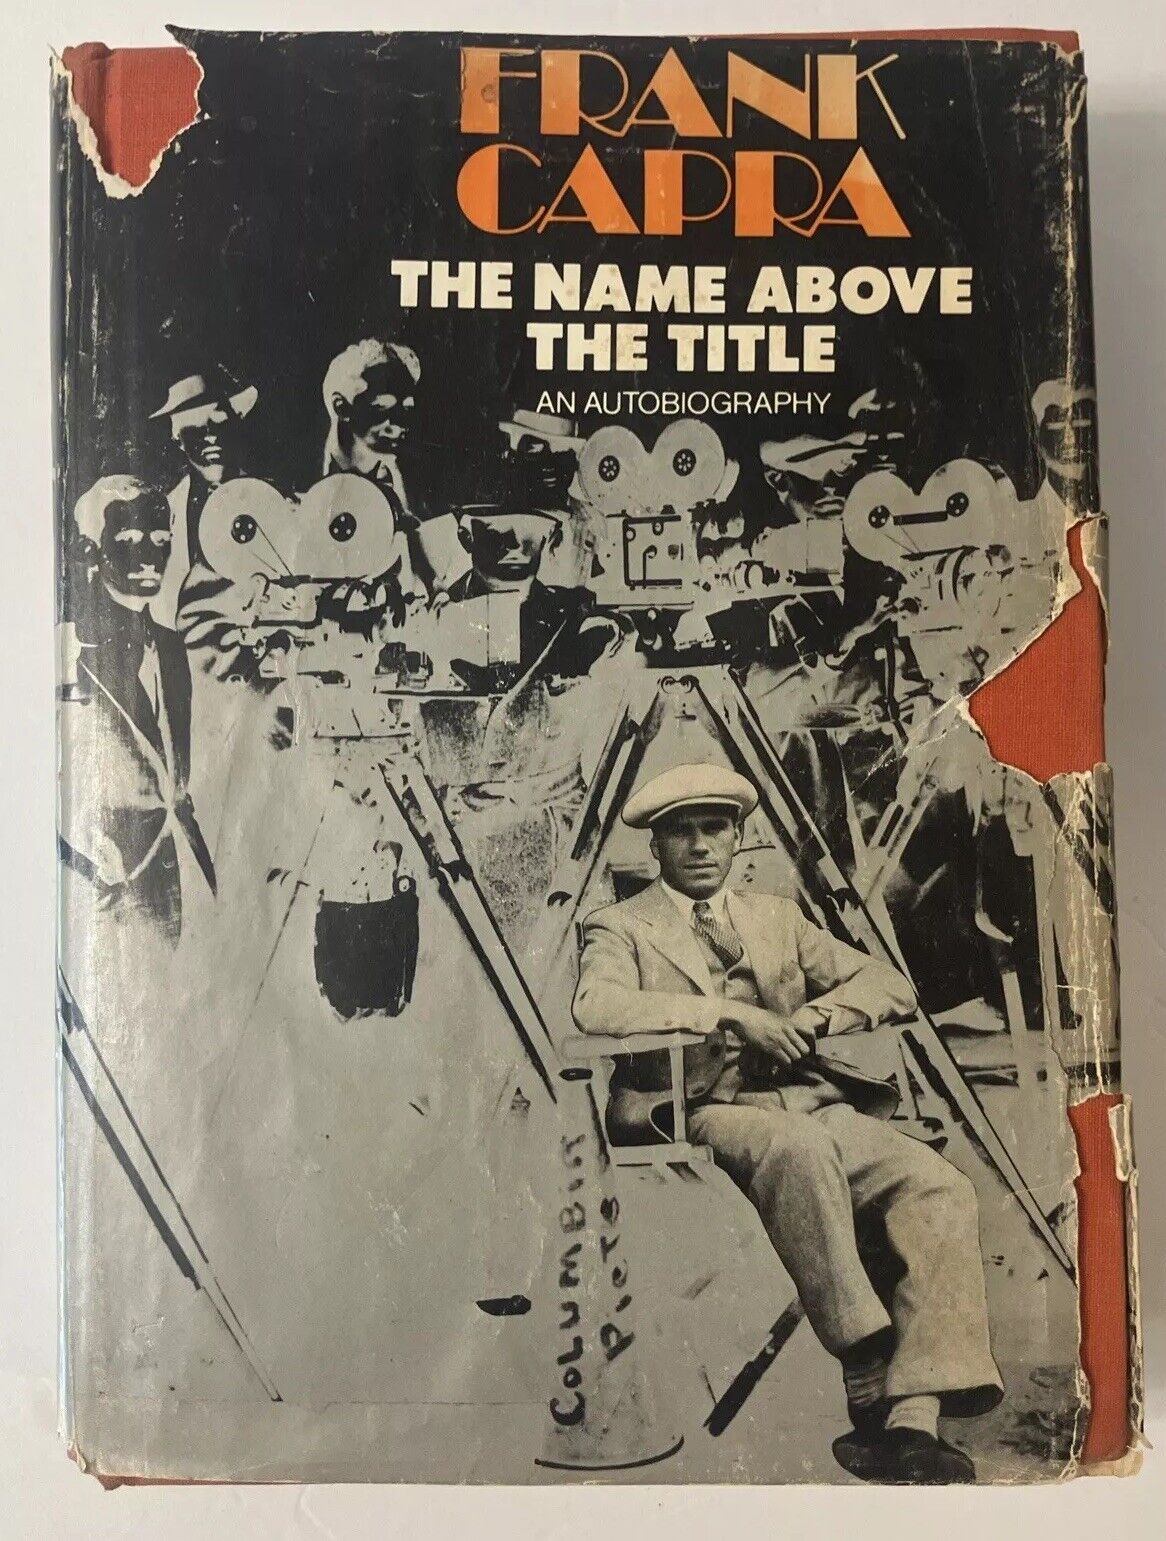 FRANK
CAPRA
THE NAME ABOVE
THE TITLE
AN AUTOBIOGRAPHY
COLUMBIA
PICTS